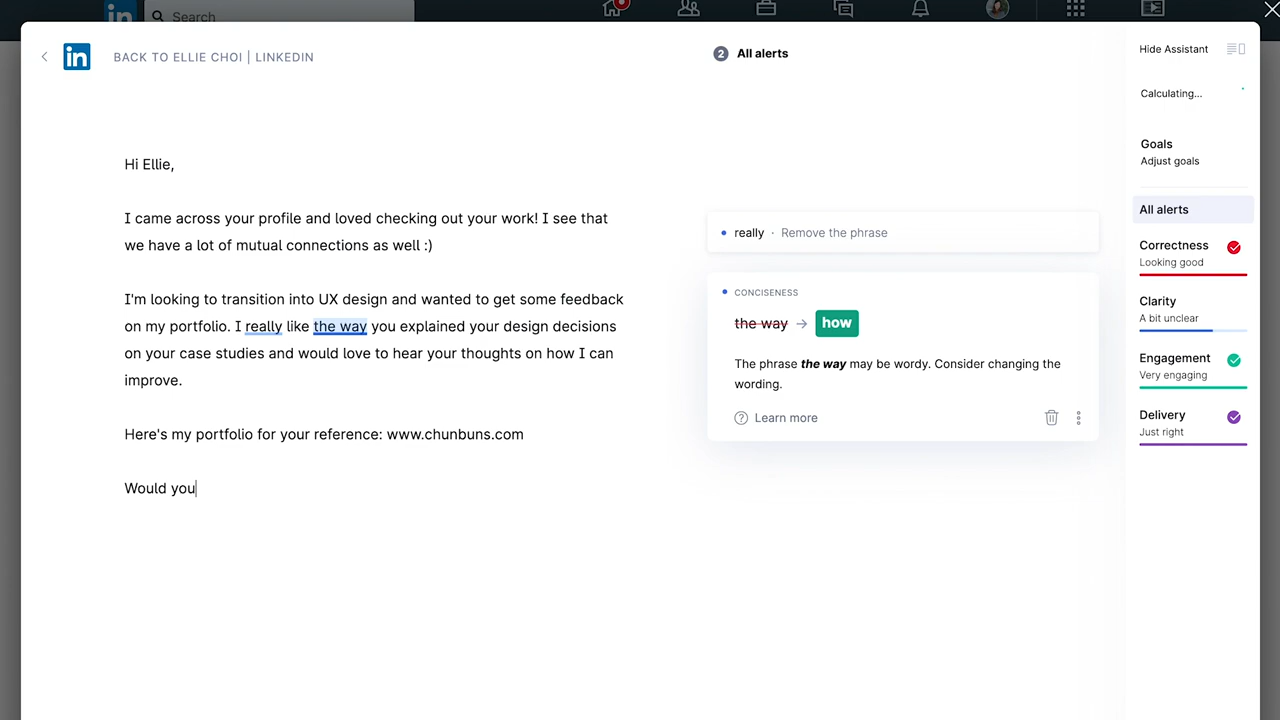 in
Search
in
BACK TO ELLIE CHOI | LINKEDIN
Hi Ellie,
I came across your profile and loved checking out your work! I see that
we have a lot of mutual connections as well :)
I'm looking to transition into UX design and wanted to get some feedback
on my portfolio. I really like the way you explained your design decisions
on your case studies and would love to hear your thoughts on how I can
improve.
Here's my portfolio for your reference: www.chunbuns.com
Would you
2 All alerts
really · Remove the phrase
CONCISENESS
the way → how
The phrase the way may be wordy. Consider changing the
wording.
? Learn more
Hide Assistant
Calculating...
Goals
Adjust goals
All alerts
Correctness
Looking good
Clarity
A bit unclear
Engagement
Very engaging
Delivery
Just right